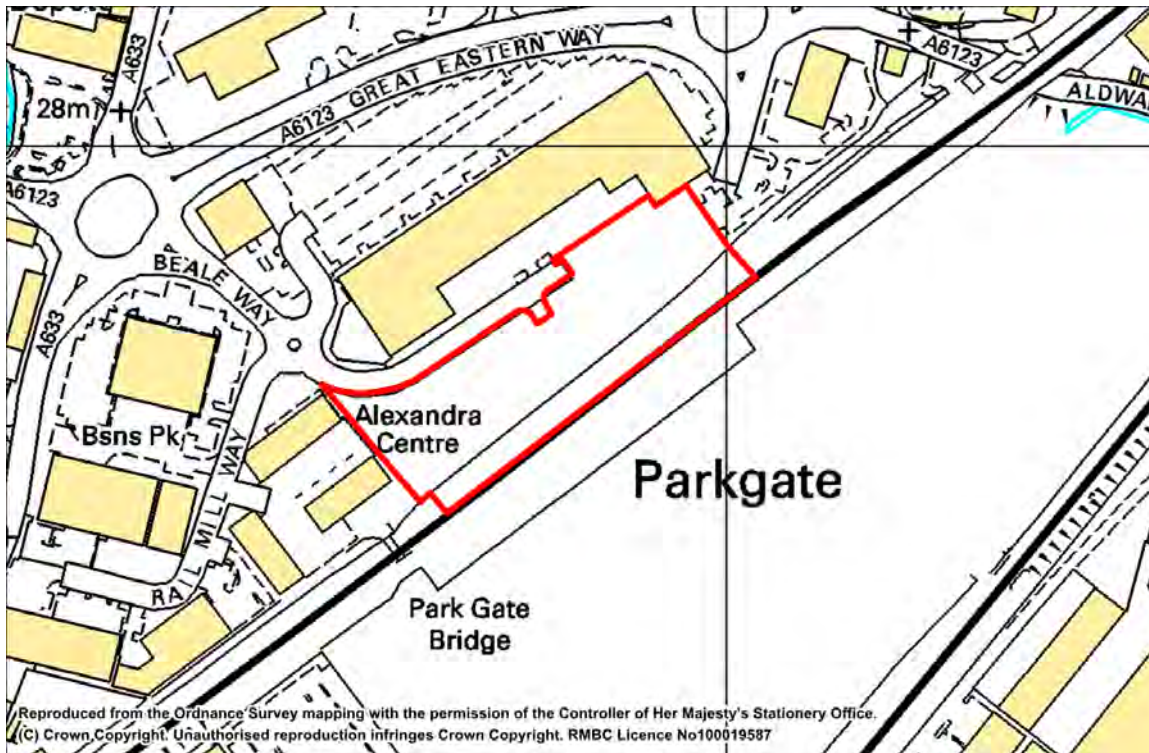 A633
A6123
28m
A6123 GREAT EASTERN WAY
ALDWA
A6123
BEALE WAY
A633
Alexandra
Centre
Bsns Pk
Parkgate
RAIL MILL WAY
Park Gate
Bridge
Reproduced from the Ordnance Survey mapping with the permission of the Controller of Her Majesty's Stationery Office.
(C) Crown Copyright. Unauthorised reproduction infringes Crown Copyright. RMBC Licence No100019587